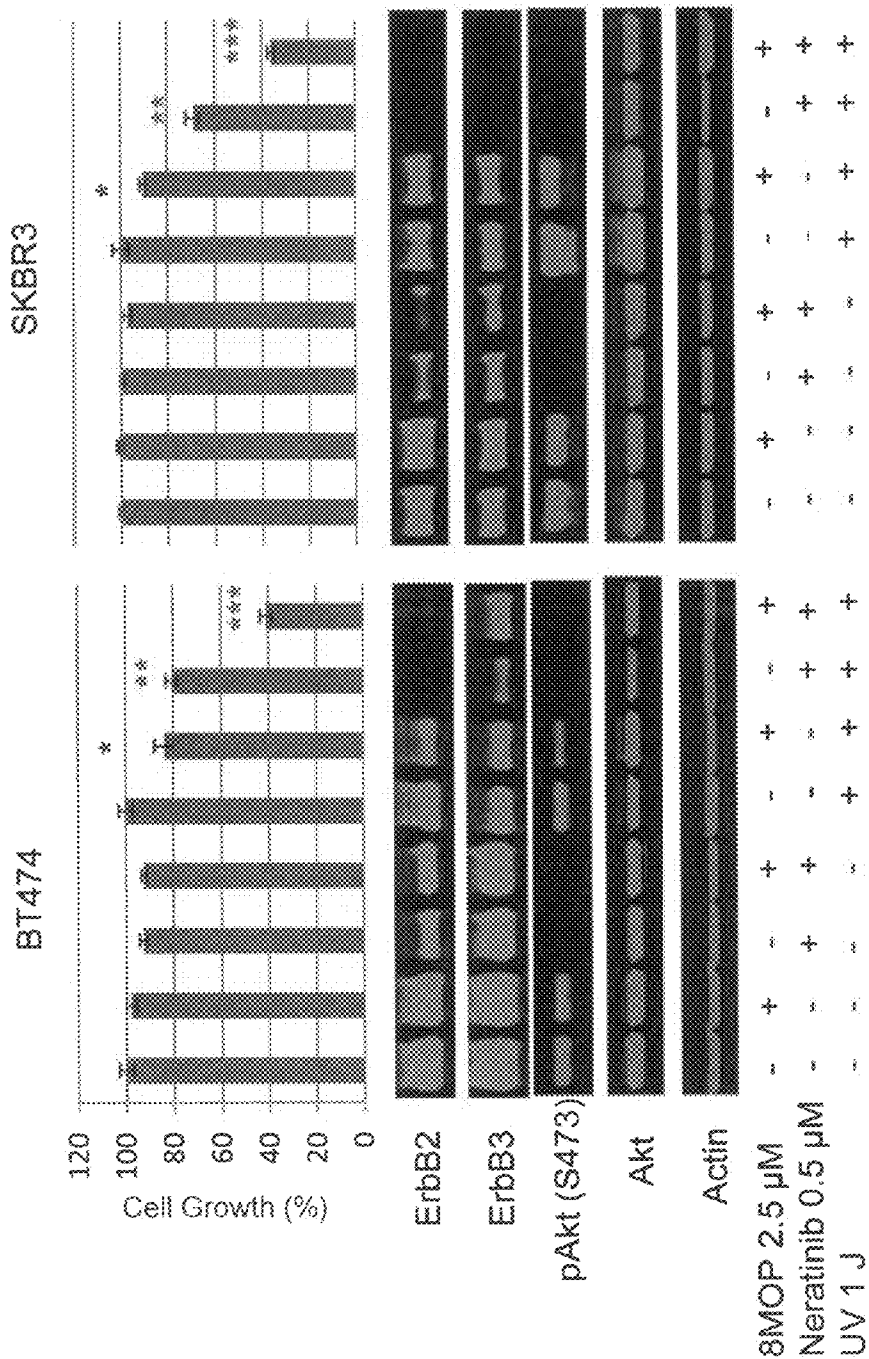 BT474
SKBR3
Cell Growth (%)
120
100
80
60
40
20
0
* ** ***
* ** ***
ErbB2
ErbB3
pAkt (S473)
Akt
Actin
8MOP 2.5 µM - + - + - + - + - + - + - + - +
Neratinib 0.5 µM - - + + - - + + - - + + - - + +
UV 1 J - - - - + + + + - - - - + + + +